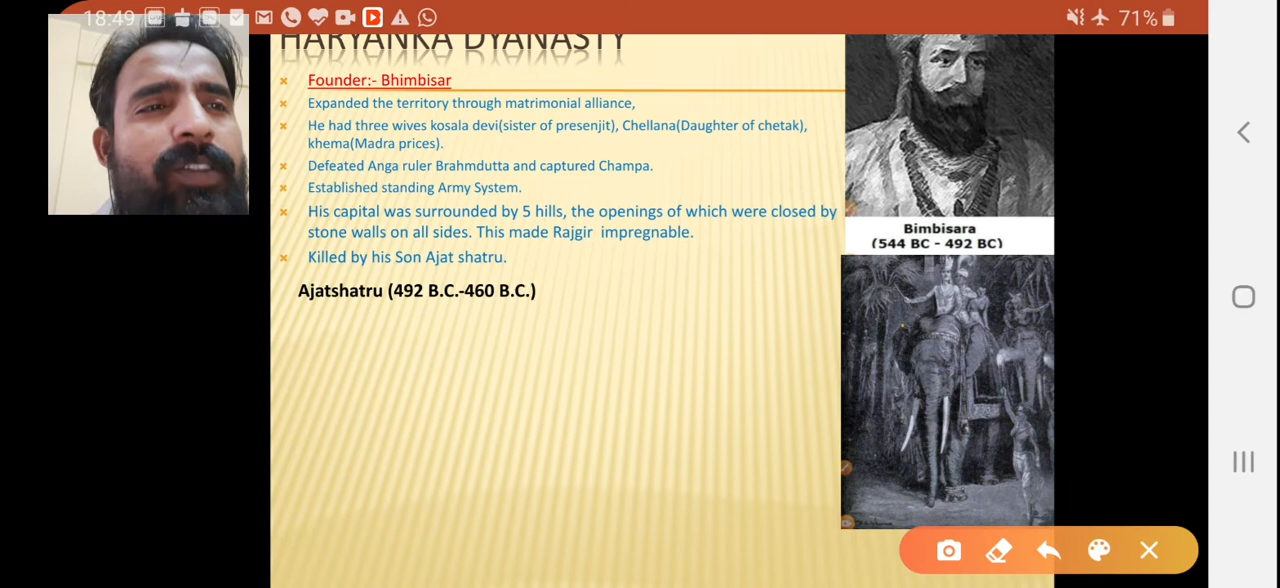 18:49
71%
HARYANKA DYANASTY
Founder:- Bhimbisar
Expanded the territory through matrimonial alliance,
He had three wives kosala devi(sister of presenjit), Chellana(Daughter of chetak),
khema(Madra prices).
Defeated Anga ruler Brahmdutta and captured Champa.
Established standing Army System.
His capital was surrounded by 5 hills, the openings of which were closed by
stone walls on all sides. This made Rajgir impregnable.
Killed by his Son Ajat shatru.
Ajatshatru (492 B.C.-460 B.C.)
Bimbisara
(544 BC - 492 BC)